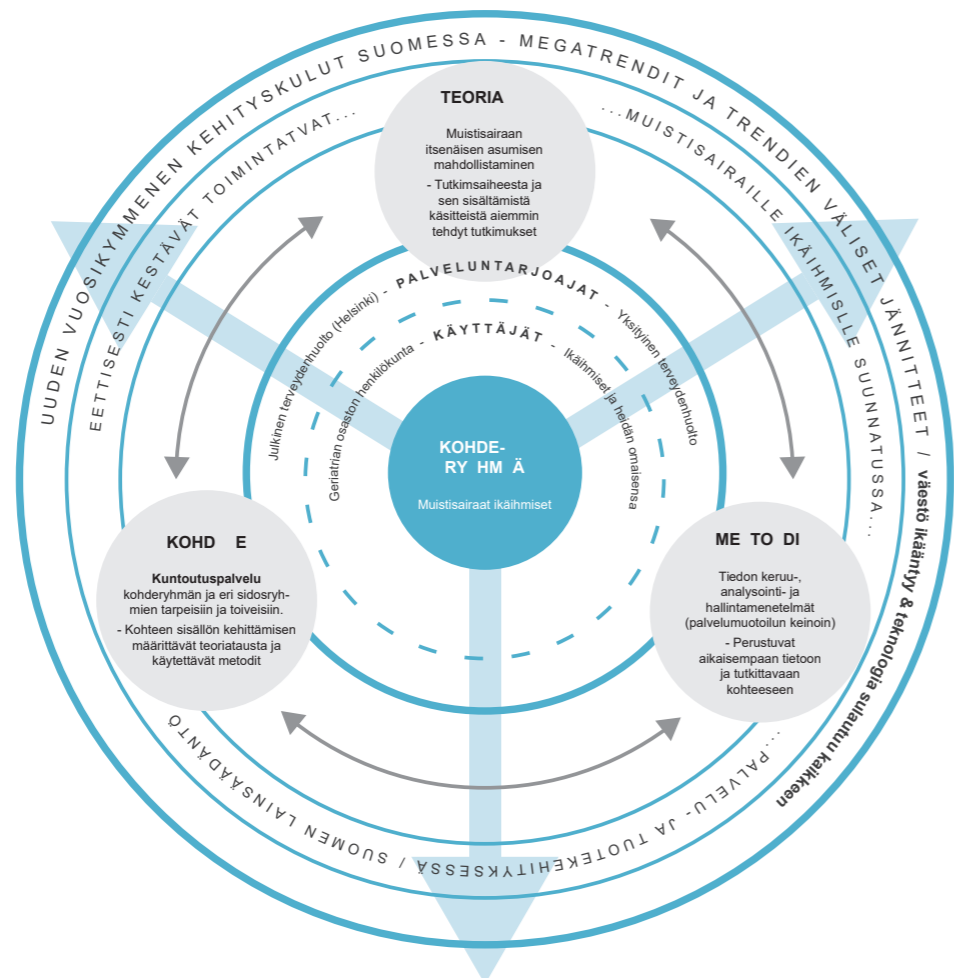 UUDEN VUOSIKYMMENEN KEHITYSKULUT SUOMESSA - MEGATRENDIT JA TRENDIEN VÄLISET JÄNNITTEET / väestö ikääntyy & teknologia sulautuu kaikkeen
EETTISESTI KESTÄVÄT TOIMINTATVAT...
...MUISTISAIRAILLE IKÄIHMISLLE SUUNNATUSSA...
...PALVELU- JA TUOTEKEHITYKSESSÄ / SUOMEN LAINSÄÄDÄNTÖ
TEORIA
Muistisairaan
itsenäisen asumisen
mahdollistaminen
- Tutkimsaiheesta ja
sen sisältämistä
käsitteistä aiemmin
tehdyt tutkimukset
Julkinen terveydenhuolto (Helsinki) - PALVELUNTARJOAJAT - Yksityinen terveydenhuolto
Geriatrian osaston henkilökunta - KÄYTTÄJÄT - Ikäihmiset ja heidän omaisensa
KOHDE-
RY HM Ä
Muistisairaat ikäihmiset
KOHD E
Kuntoutuspalvelu
kohderyhmän ja eri sidosryh-
mien tarpeisiin ja toiveisiin.
- Kohteen sisällön kehittämisen
määrittävät teoriatausta ja
käytettävät metodit
ME TO DI
Tiedon keruu-,
analysointi- ja
hallintamenetelmät
(palvelumuotoilun keinoin)
- Perustuvat
aikaisempaan tietoon
ja tutkittavaan
kohteeseen